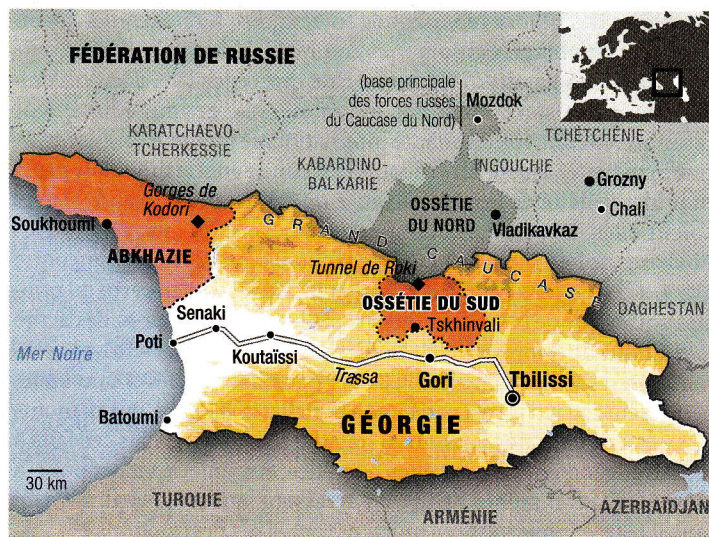 FÉDÉRATION DE RUSSIE
(base principale
des forces russes
du Caucase du Nord)
Mozdok
KARATCHAEVO-
TCHERKESSIE
KABARDINO-
BALKARIE
INGOUCHIE
TCHÉTCHÉNIE
Grozny
Chali
Gorges de
Kodori
Soukhoumi
ABKHAZIE
GRAND CAUCASE
OSSÉTIE
DU NORD
Vladikavkaz
Tunnel de Roki
OSSÉTIE DU SUD
Tskhinvali
DAGHESTAN
Senaki
Poti
Mer Noire
Koutaïssi
Trassa
Gori
Tbilissi
Batoumi
GÉORGIE
30 km
TURQUIE
ARMÉNIE
AZERBAÏDJAN